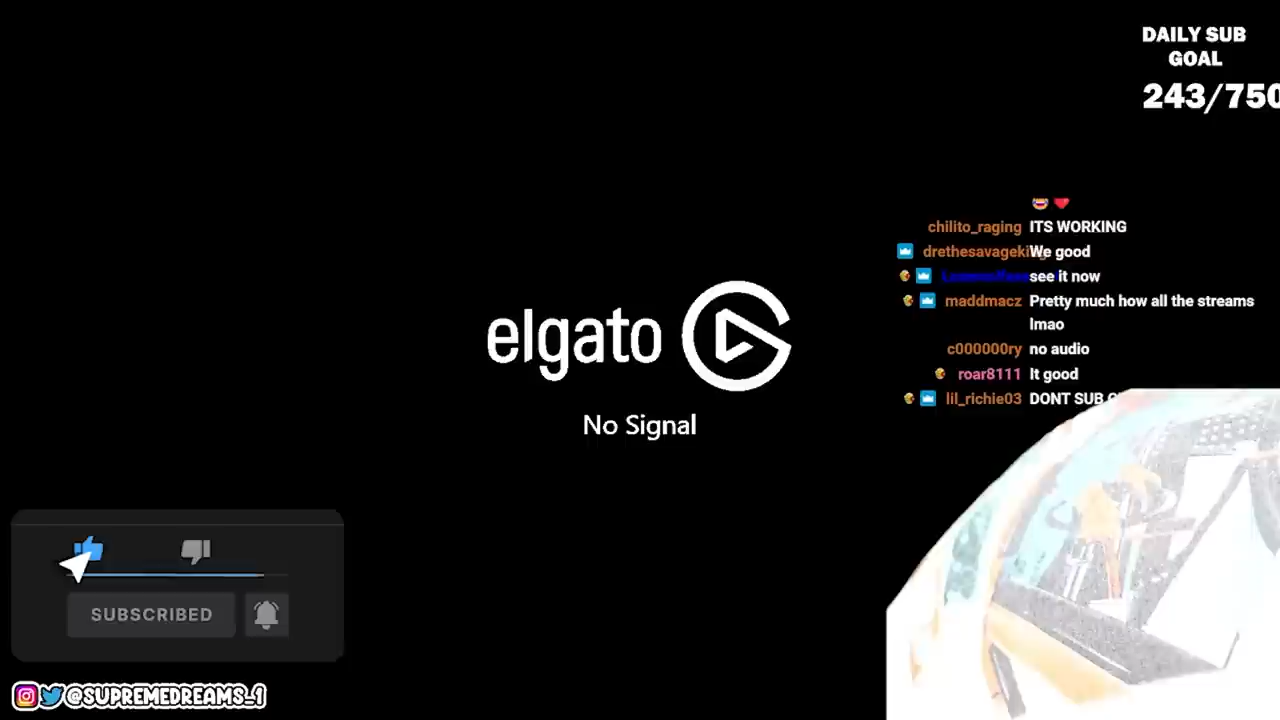 DAILY SUB
GOAL
243/750
chilito_raging ITS WORKING
We good
see it now
maddmacz Pretty much how all the streams
lmao
c000000ry no audio
roar8111 It good
lil_richie03 DONT SUB
elgato
No Signal
SUBSCRIBED
@SUPREMEDREAMS_1